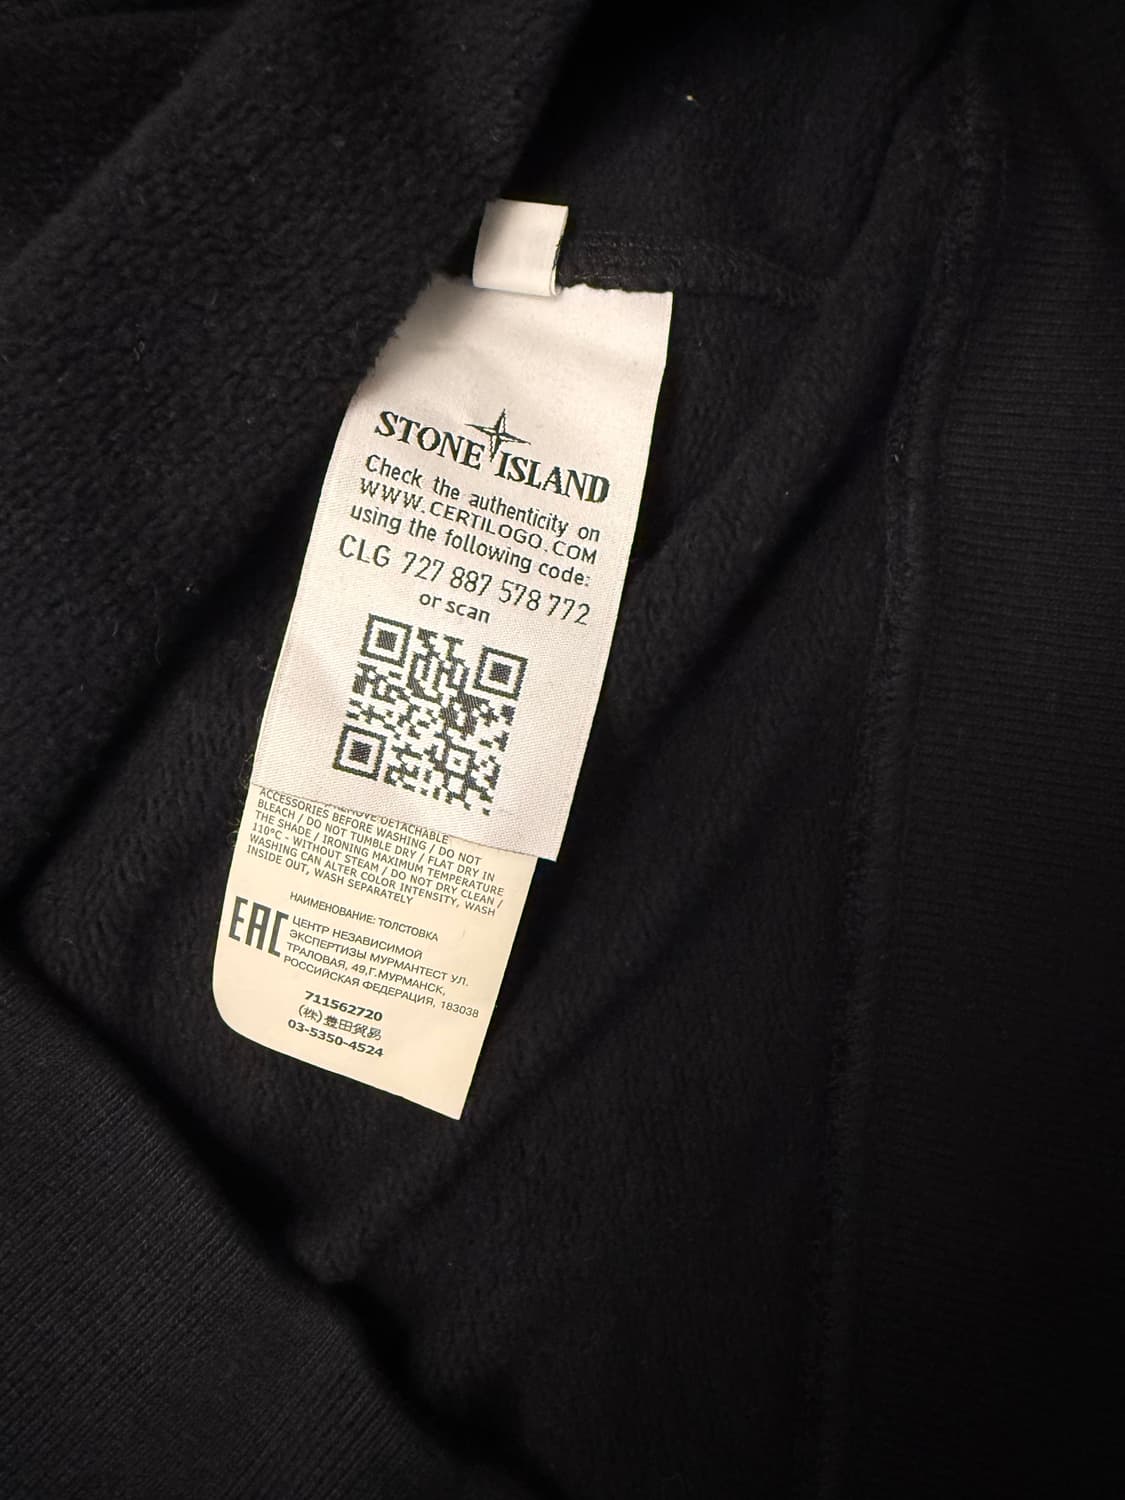 STONE ISLAND
Check the authenticity on
WWW.CERTILOGO.COM
using the following code:
CLG 727 887 578 772
or scan
REMOVE DETACHABLE
ACCESSORIES BEFORE WASHING / DO NOT
BLEACH / DO NOT TUMBLE DRY / FLAT DRY IN
THE SHADE / IRONING MAXIMUM TEMPERATURE
110°C - WITHOUT STEAM / DO NOT DRY CLEAN /
WASHING CAN ALTER COLOR INTENSITY, WASH
INSIDE OUT, WASH SEPARATELY
НАИМЕНОВАНИЕ: ТОЛСТОВКА
EAC
ЦЕНТР НЕЗАВИСИМОЙ
ЭКСПЕРТИЗЫ МУРМАНТЕСТ УЛ.
ТРАЛОВАЯ, 49,Г.МУРМАНСК,
РОССИЙСКАЯ ФЕДЕРАЦИЯ, 183038
711562720
(株)豊田貿易
03-5350-4524